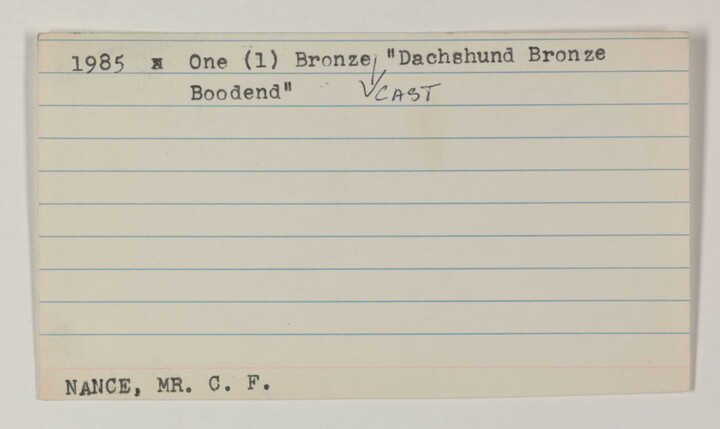 1985 x One (1) Bronze, "Dachshund Bronze
Boodend"
CAST
NANCE, MR. C. F.